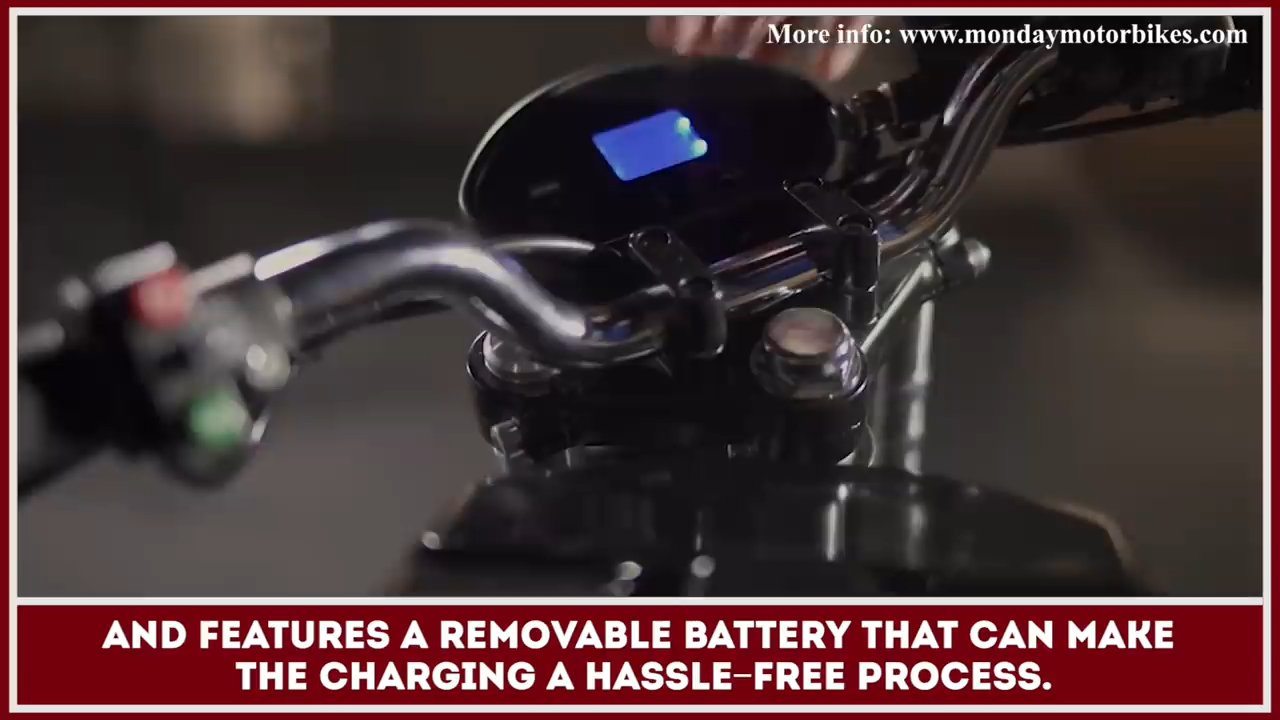 More info: www.mondaymotorbikes.com
AND FEATURES A REMOVABLE BATTERY THAT CAN MAKE
THE CHARGING A HASSLE-FREE PROCESS.